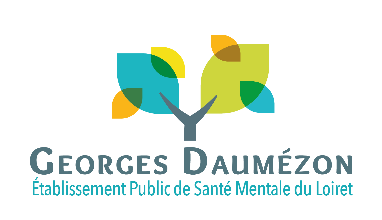 Georges Daumézon
Établissement Public de Santé Mentale du Loiret